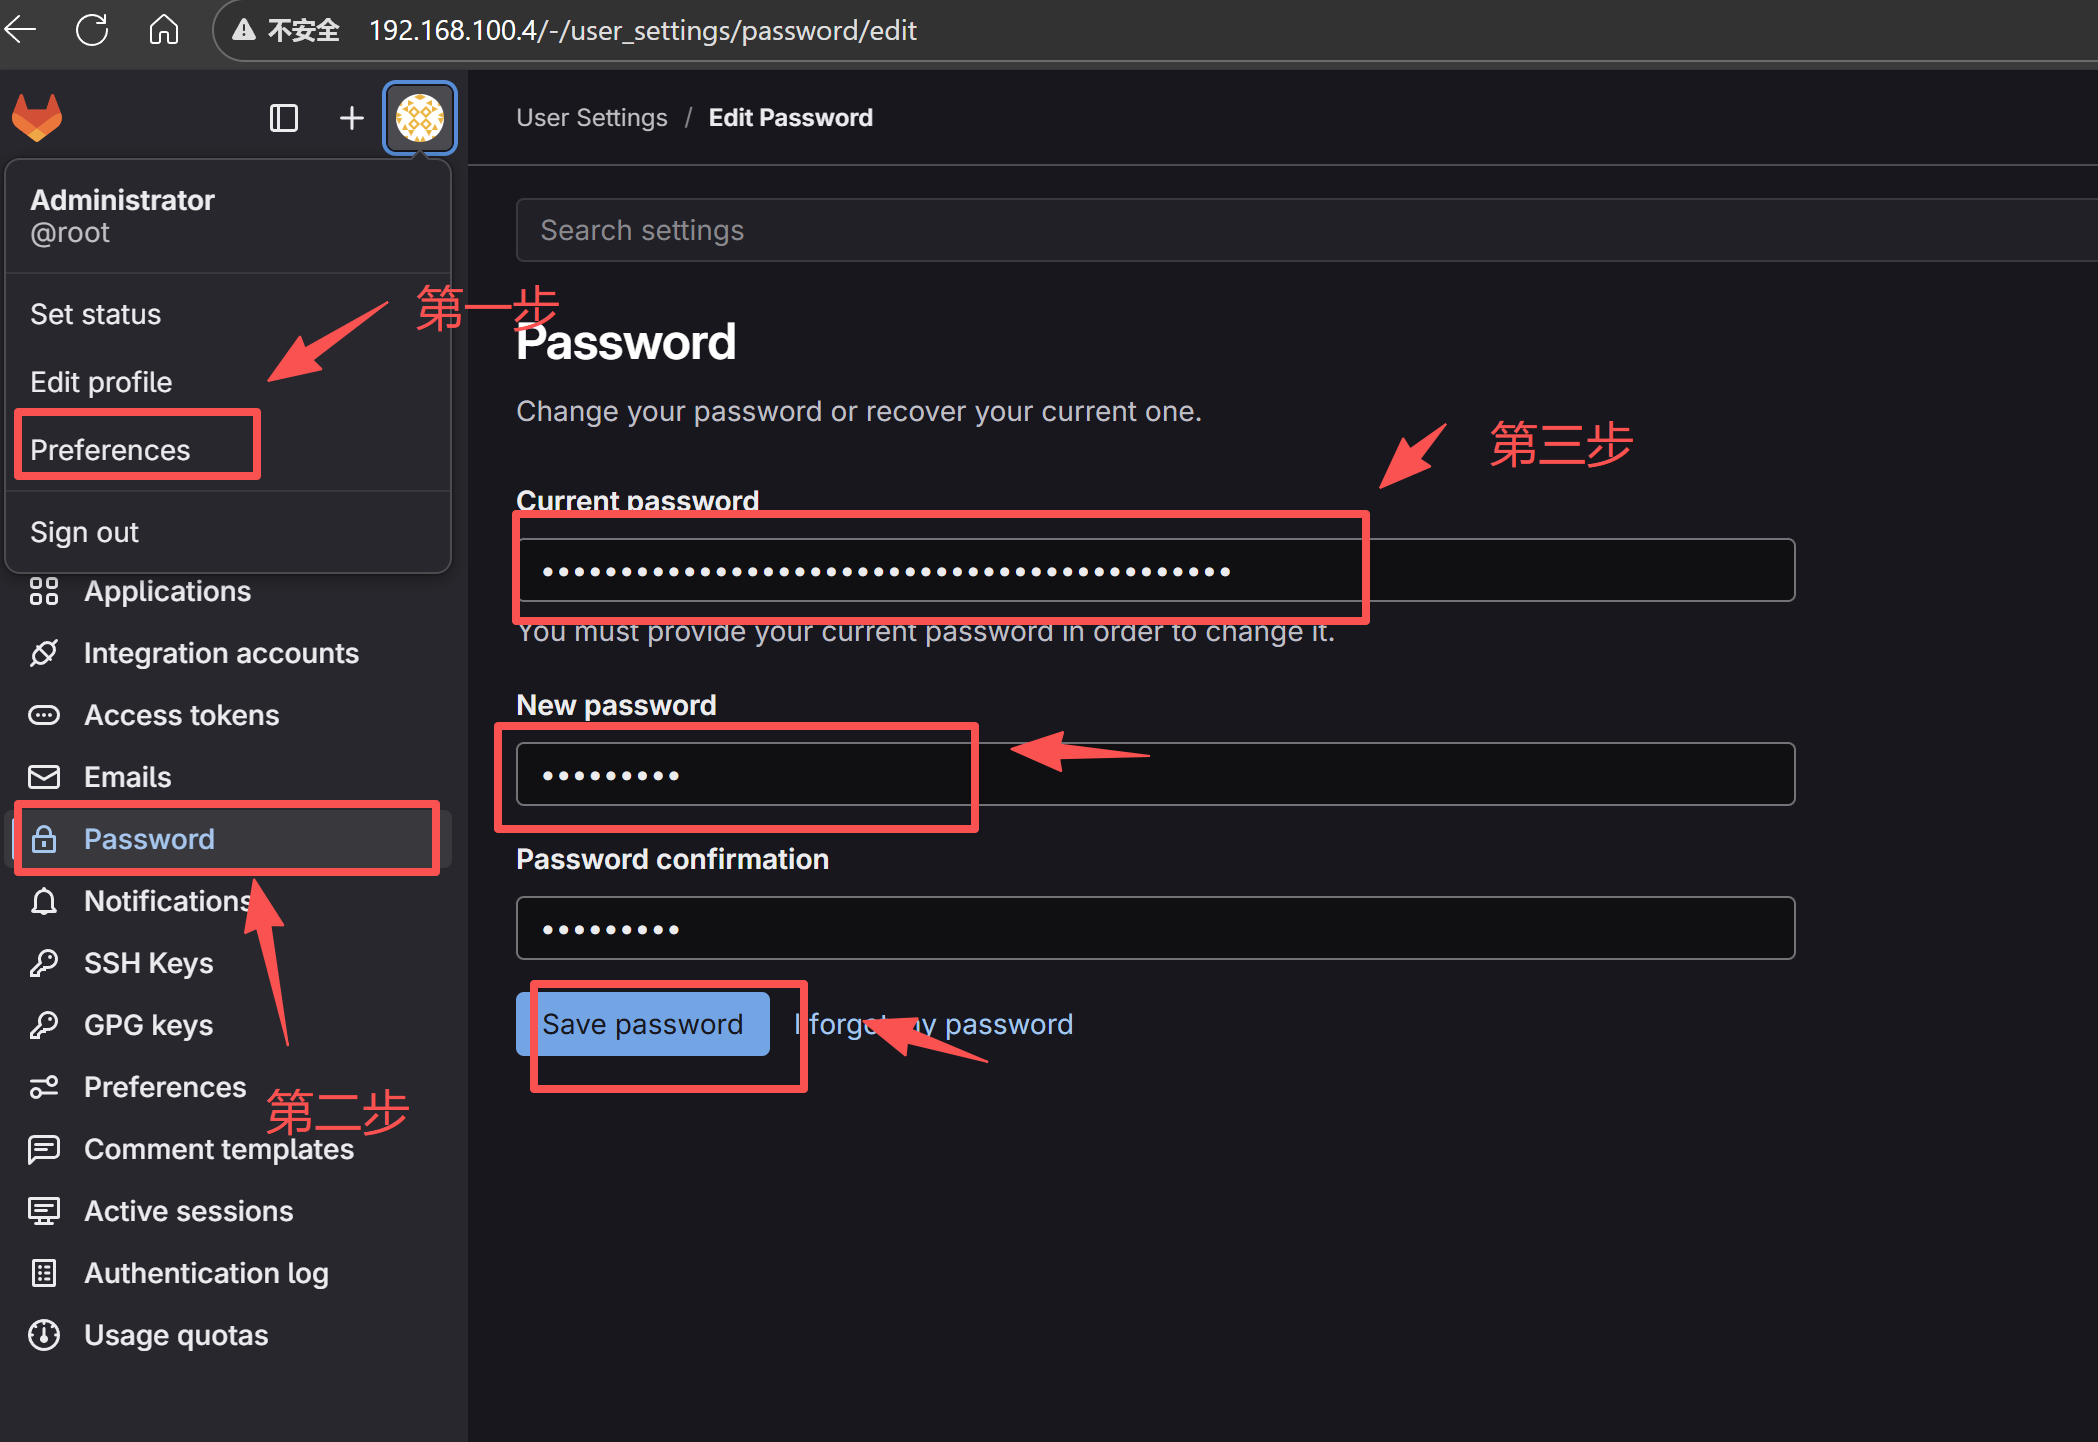 不安全 192.168.100.4/-/user_settings/password/edit
User Settings / Edit Password
Administrator
@root
Set status
Edit profile
Preferences
Sign out
Applications
Integration accounts
Access tokens
Emails
Password
Notifications
SSH Keys
GPG keys
Preferences
Comment templates
Active sessions
Authentication log
Usage quotas
第一步
第二步
Search settings
Password
Change your password or recover your current one.
第三步
Current password
You must provide your current password in order to change it.
New password
Password confirmation
Save password
I forgot my password